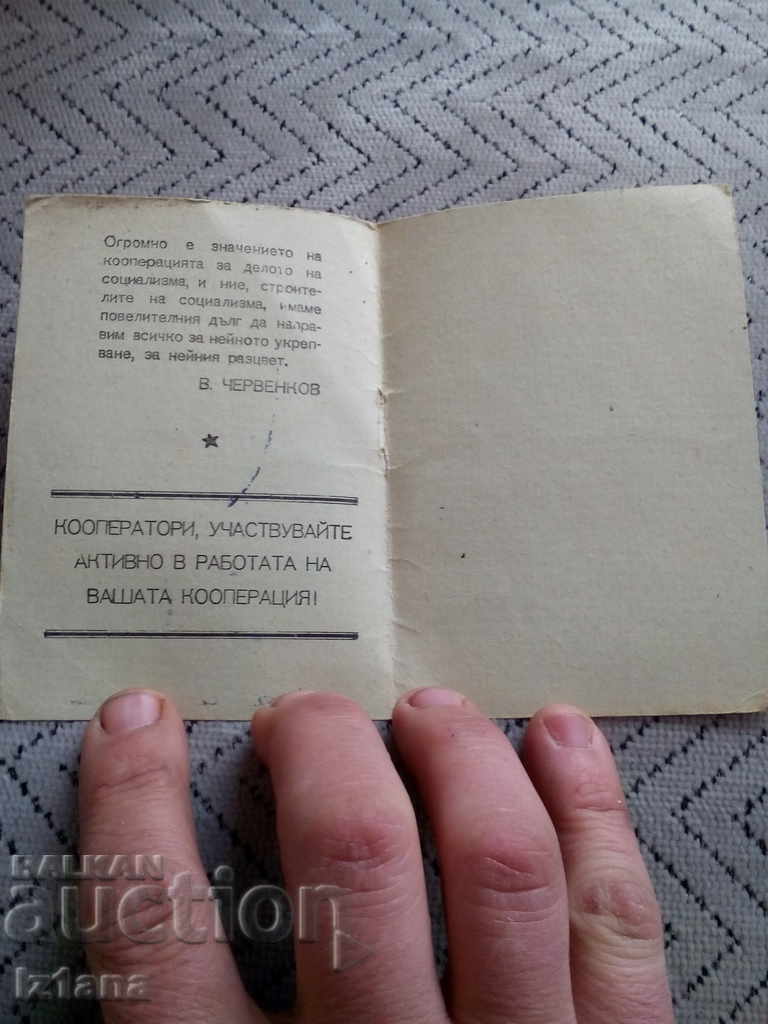 Огромно е значението на
кооперацията за делото на
социализма, и ние, строите-
лите на социализма, имаме
повелителния дълг да напра-
вим всичко за нейното укреп-
ване, за нейния разцвет.
В. ЧЕРВЕНКОВ
КООПЕРАТОРИ, УЧАСТВУВАЙТЕ
АКТИВНО В РАБОТАТА НА
ВАШАТА КООПЕРАЦИЯ!
BALKAN
auction
iz1ana